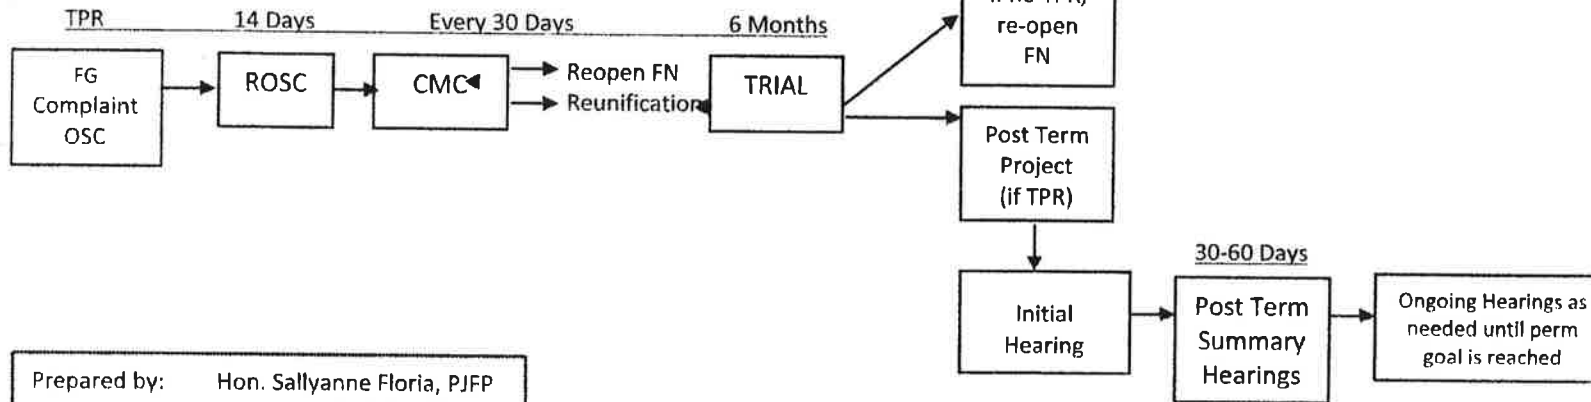 TPR 14 Days Every 30 Days 6 Months
FG
Complaint
OSC
ROSC
CMC
Reopen FN
Reunification
TRIAL
re-open
FN
Post Term
Project
(if TPR)
Initial
Hearing
30-60 Days
Post Term
Summary
Hearings
Ongoing Hearings as
needed until perm
goal is reached
Prepared by: Hon. Sallyanne Floria, PJFP